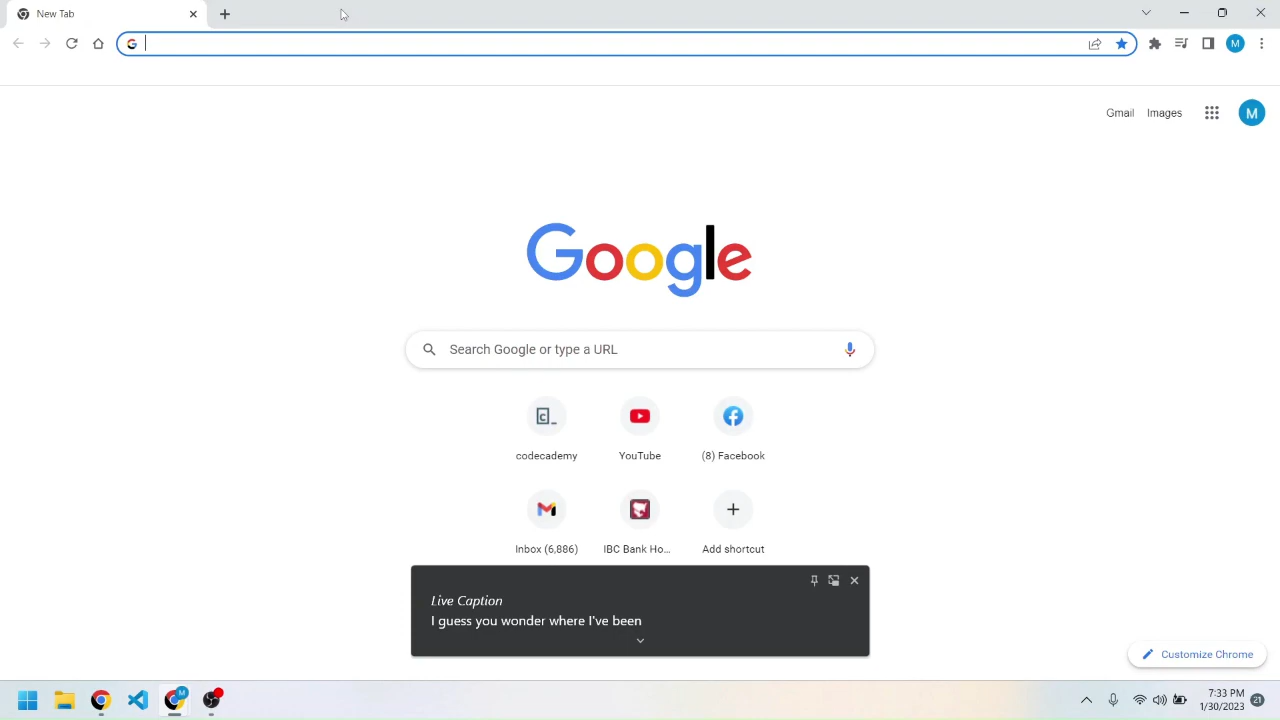 New Tab
M
Gmail
Images
M
Google
Search Google or type a URL
codecademy
YouTube
(8) Facebook
Inbox (6,886)
IBC Bank Ho...
Add shortcut
Live Caption
I guess you wonder where I've been
Customize Chrome
M
7:33 PM
1/30/2023
21